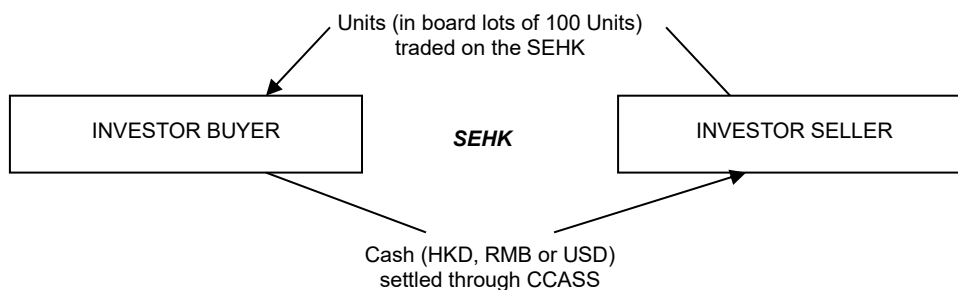 Units (in board lots of 100 Units)
traded on the SEHK
INVESTOR BUYER
SEHK
INVESTOR SELLER
Cash (HKD, RMB or USD)
settled through CCASS